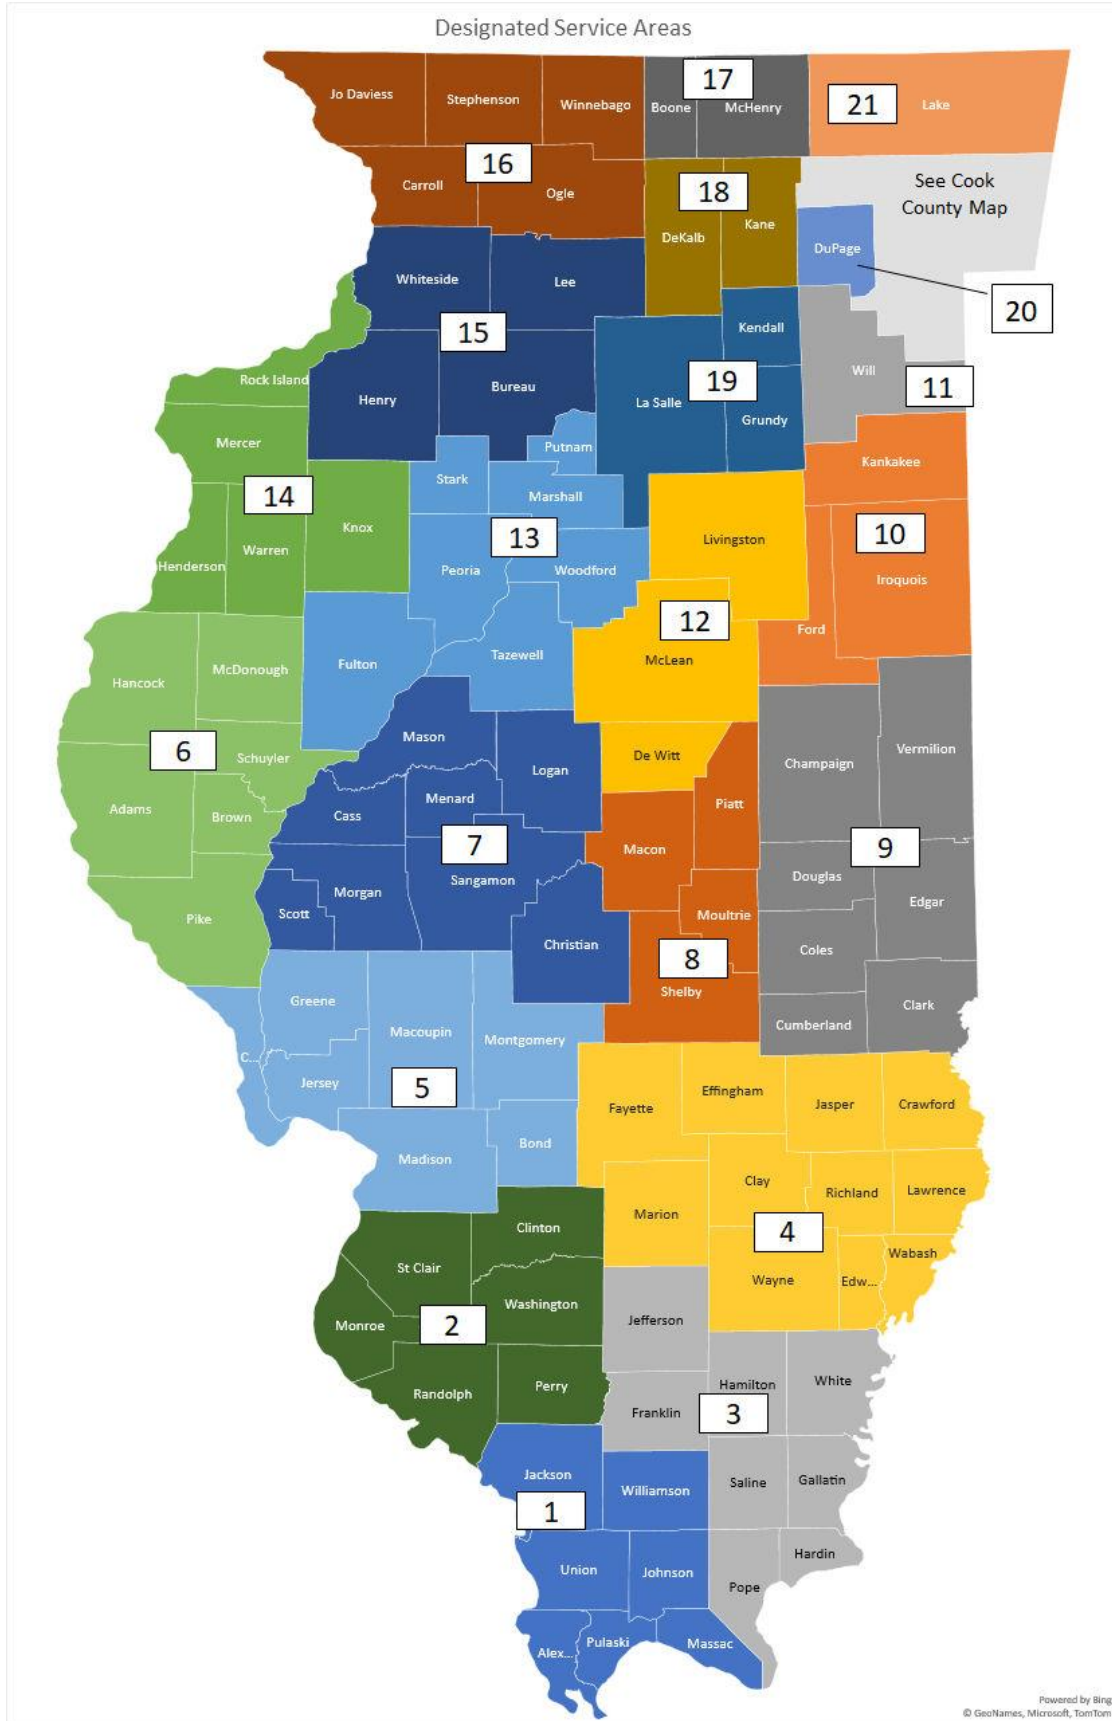 Designated Service Areas
Jo Daviess
Stephenson
Winnebago
Boone
17
McHenry
21
Lake
16
Carroll
Ogle
18
DeKalb
Kane
See Cook
County Map
DuPage
20
Whiteside
Lee
15
Henry
Bureau
Kendall
19
La Salle
Grundy
Will
11
Rock Island
Mercer
14
Knox
Henderson
Warren
Putnam
Stark
Marshall
13
Peoria
Woodford
Fulton
Tazewell
Livingston
12
McLean
De Witt
Kankakee
10
Iroquois
Ford
Hancock
McDonough
6
Schuyler
Adams
Brown
Pike
Mason
Logan
Menard
Cass
7
Sangamon
Morgan
Scott
Christian
Piatt
Macon
Moultrie
8
Shelby
Champaign
Vermilion
9
Douglas
Edgar
Coles
Clark
Cumberland
Greene
Macoupin
Montgomery
C...
Jersey
5
Madison
Bond
Fayette
Effingham
Jasper
Crawford
Clay
Richland
Lawrence
Marion
4
Wabash
Wayne
Edw...
Clinton
St Clair
Washington
Monroe
2
Randolph
Perry
Jefferson
Hamilton
White
Franklin
3
Saline
Gallatin
Hardin
Pope
Jackson
Williamson
1
Union
Johnson
Alex...
Pulaski
Massac
Powered by Bing
© GeoNames, Microsoft, TomTom